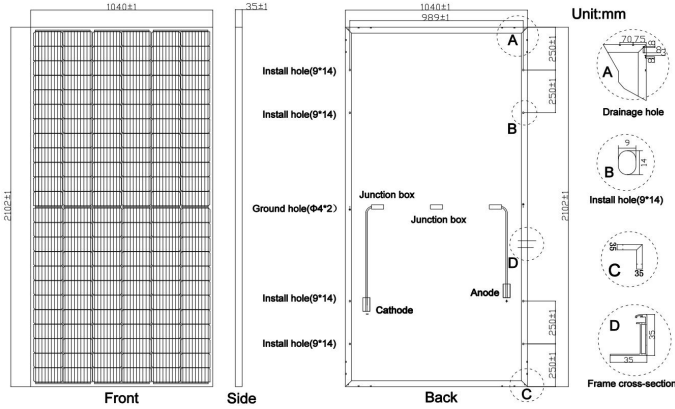 1040±1
35±1
1040±1
989±1
Unit:mm
2102±1
Install hole(9*14)
Install hole(9*14)
Ground hole(Φ4*2)
Install hole(9*14)
Install hole(9*14)
A
B
D
C
250±1
250±1
Junction box
Junction box
Cathode
Anode
2102±1
250±1
250±1
Front
Side
Back
70,75
A
Drainage hole
9
14
B
Install hole(9*14)
35
35
C
D
35
35
Frame cross-section